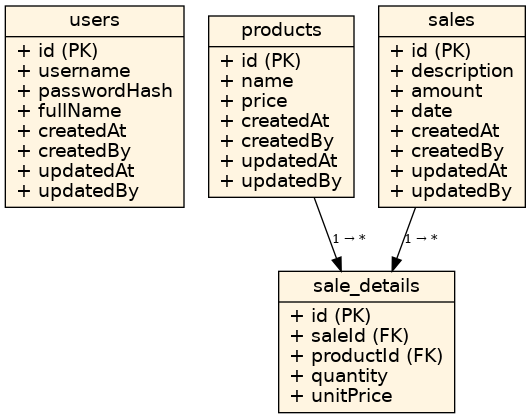 users
+ id (PK)
+ username
+ passwordHash
+ fullName
+ createdAt
+ createdBy
+ updatedAt
+ updatedBy
products
+ id (PK)
+ name
+ price
+ createdAt
+ createdBy
+ updatedAt
+ updatedBy
sales
+ id (PK)
+ description
+ amount
+ date
+ createdAt
+ createdBy
+ updatedAt
+ updatedBy
1 → *
1 → *
sale_details
+ id (PK)
+ saleId (FK)
+ productId (FK)
+ quantity
+ unitPrice